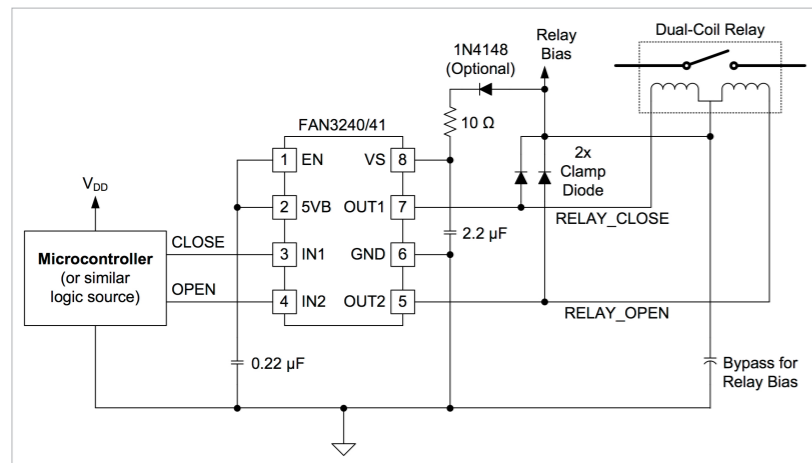 Relay
Bias
Dual-Coil Relay
1N4148
(Optional)
10 Ω
FAN3240/41
1 EN
VS 8
2x
Clamp
Diode
VDD
2 5VB
OUT1 7
RELAY_CLOSE
2.2 µF
Microcontroller
(or similar
logic source)
CLOSE
3 IN1
GND 6
OPEN
4 IN2
OUT2 5
RELAY_OPEN
0.22 µF
Bypass for
Relay Bias